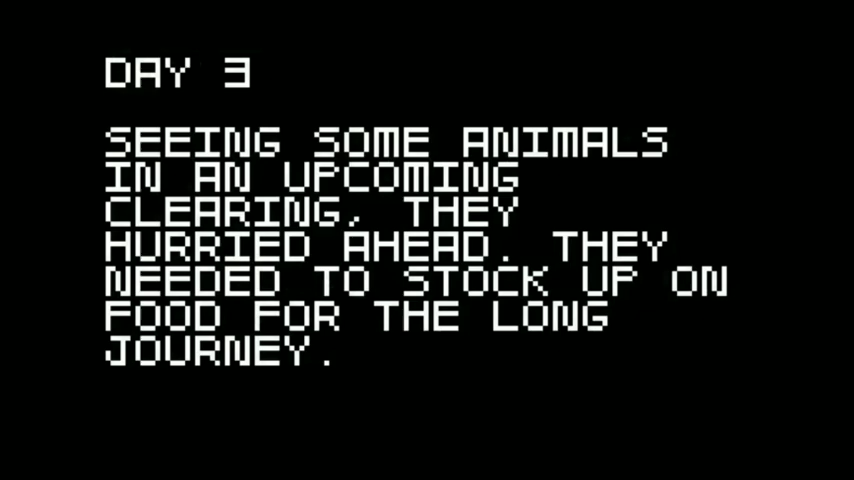 DAY 3
SEEING SOME ANIMALS
IN AN UPCOMING
CLEARING, THEY
HURRIED AHEAD. THEY
NEEDED TO STOCK UP ON
FOOD FOR THE LONG
JOURNEY.